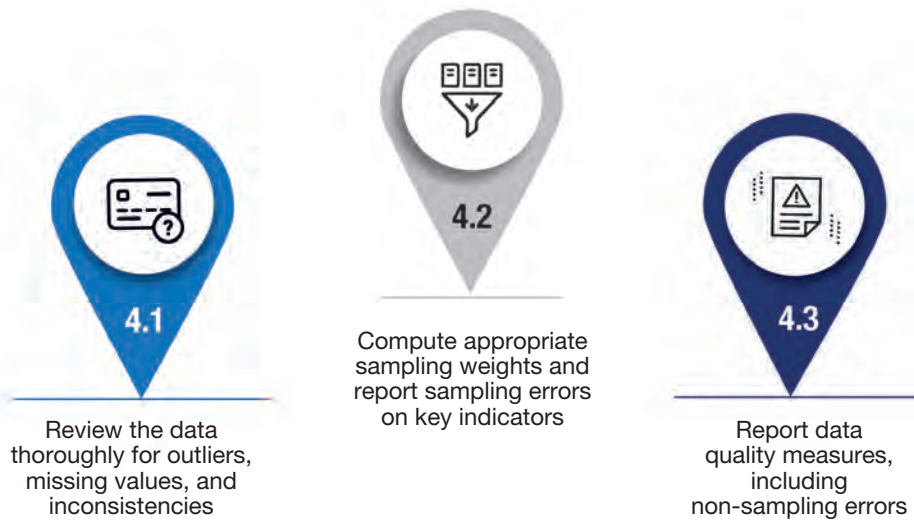 4.1
Review the data
thoroughly for outliers,
missing values, and
inconsistencies
4.2
Compute appropriate
sampling weights and
report sampling errors
on key indicators
4.3
Report data
quality measures,
including
non-sampling errors